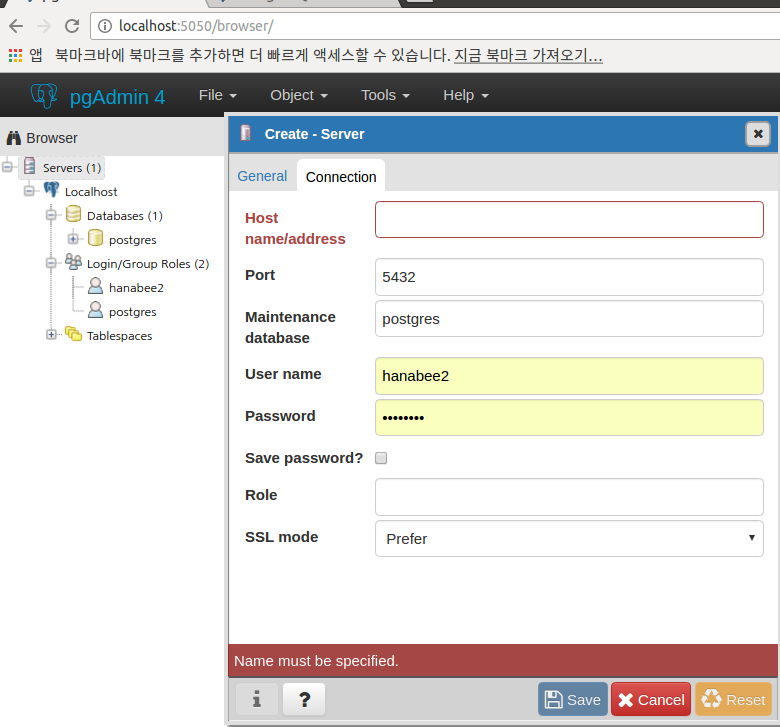 localhost:5050/browser/
앱 북마크바에 북마크를 추가하면 더 빠르게 액세스할 수 있습니다. 지금 북마크 가져오기...
pgAdmin 4 File Object Tools Help
Browser
Servers (1)
Localhost
Databases (1)
postgres
Login/Group Roles (2)
hanabee2
postgres
Tablespaces
Create - Server
General Connection
Host name/address
Port 5432
Maintenance database postgres
User name hanabee2
Password ••••••••
Save password?
Role
SSL mode Prefer
Name must be specified.
i ? Save Cancel Reset